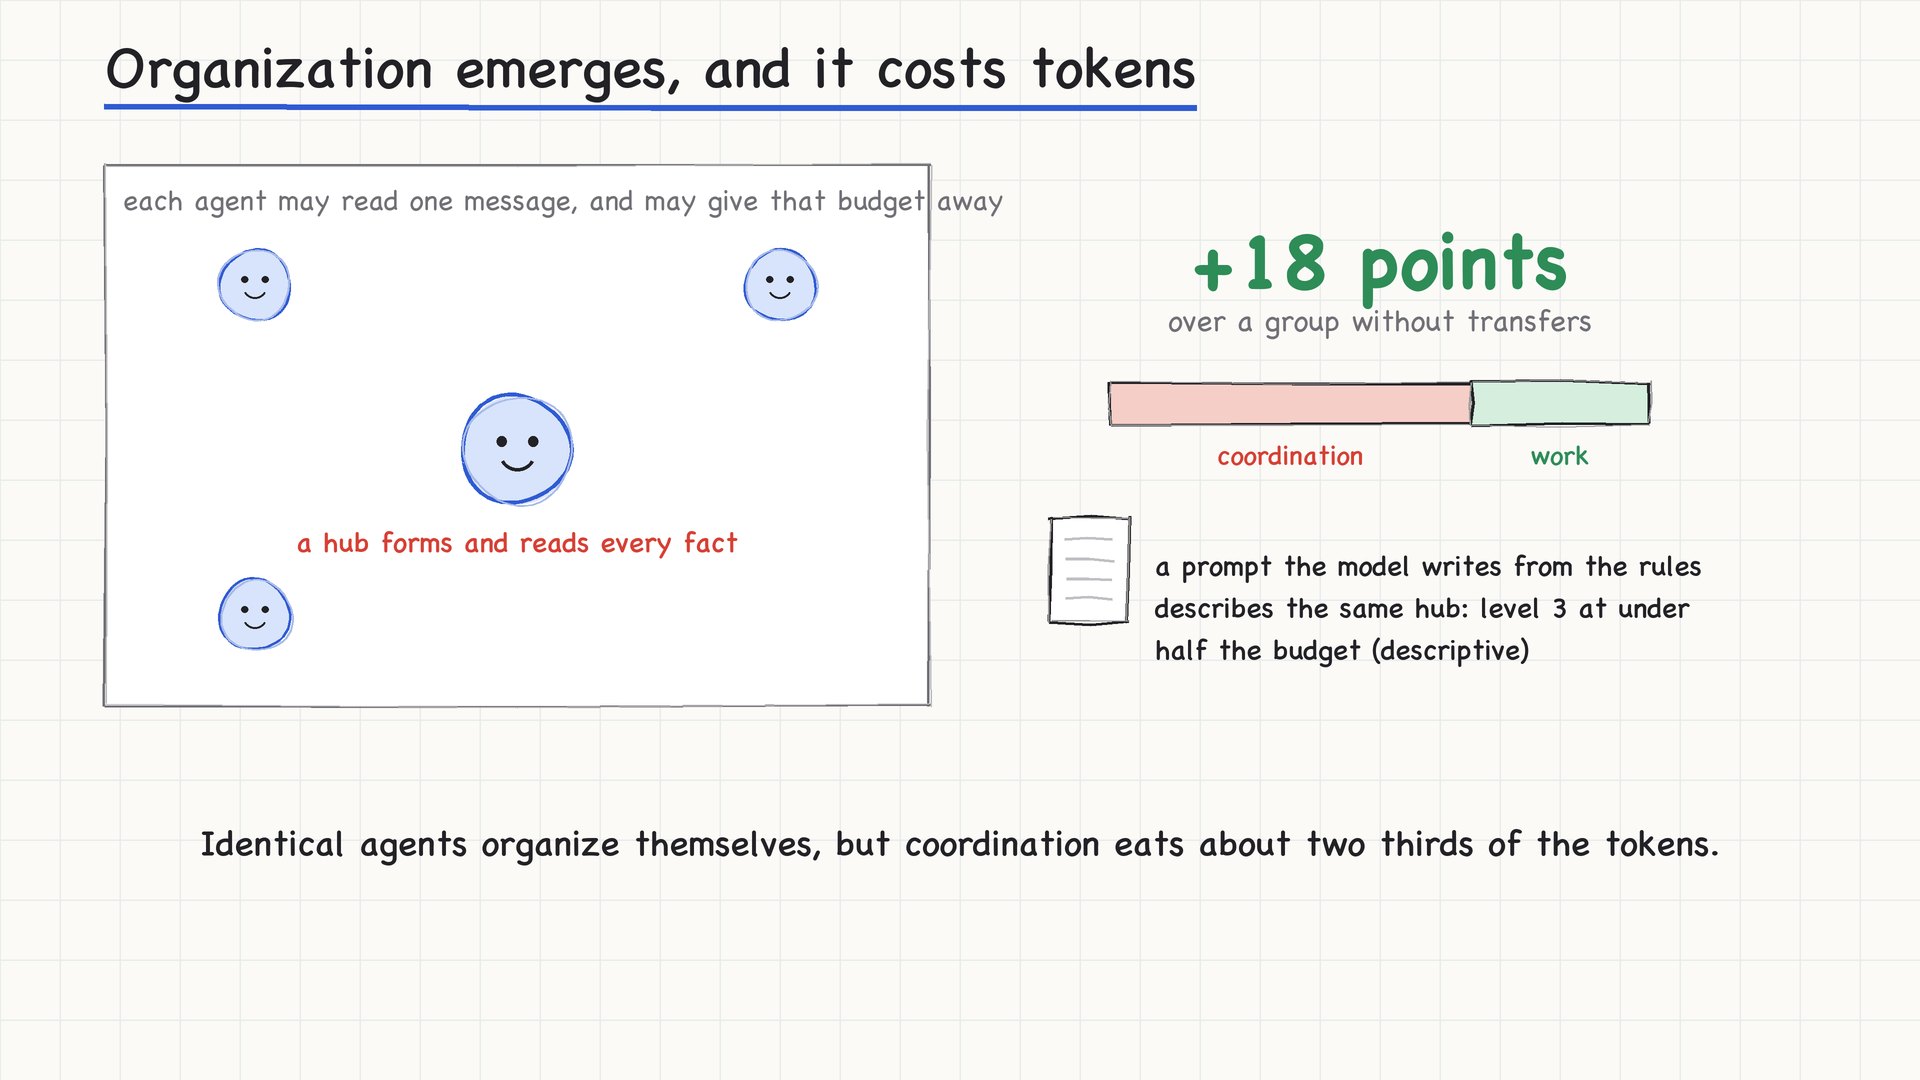 Organization emerges, and it costs tokens
each agent may read one message, and may give that budget away
a hub forms and reads every fact
+18 points
over a group without transfers
coordination
work
a prompt the model writes from the rules
describes the same hub: level 3 at under
half the budget (descriptive)
Identical agents organize themselves, but coordination eats about two thirds of the tokens.